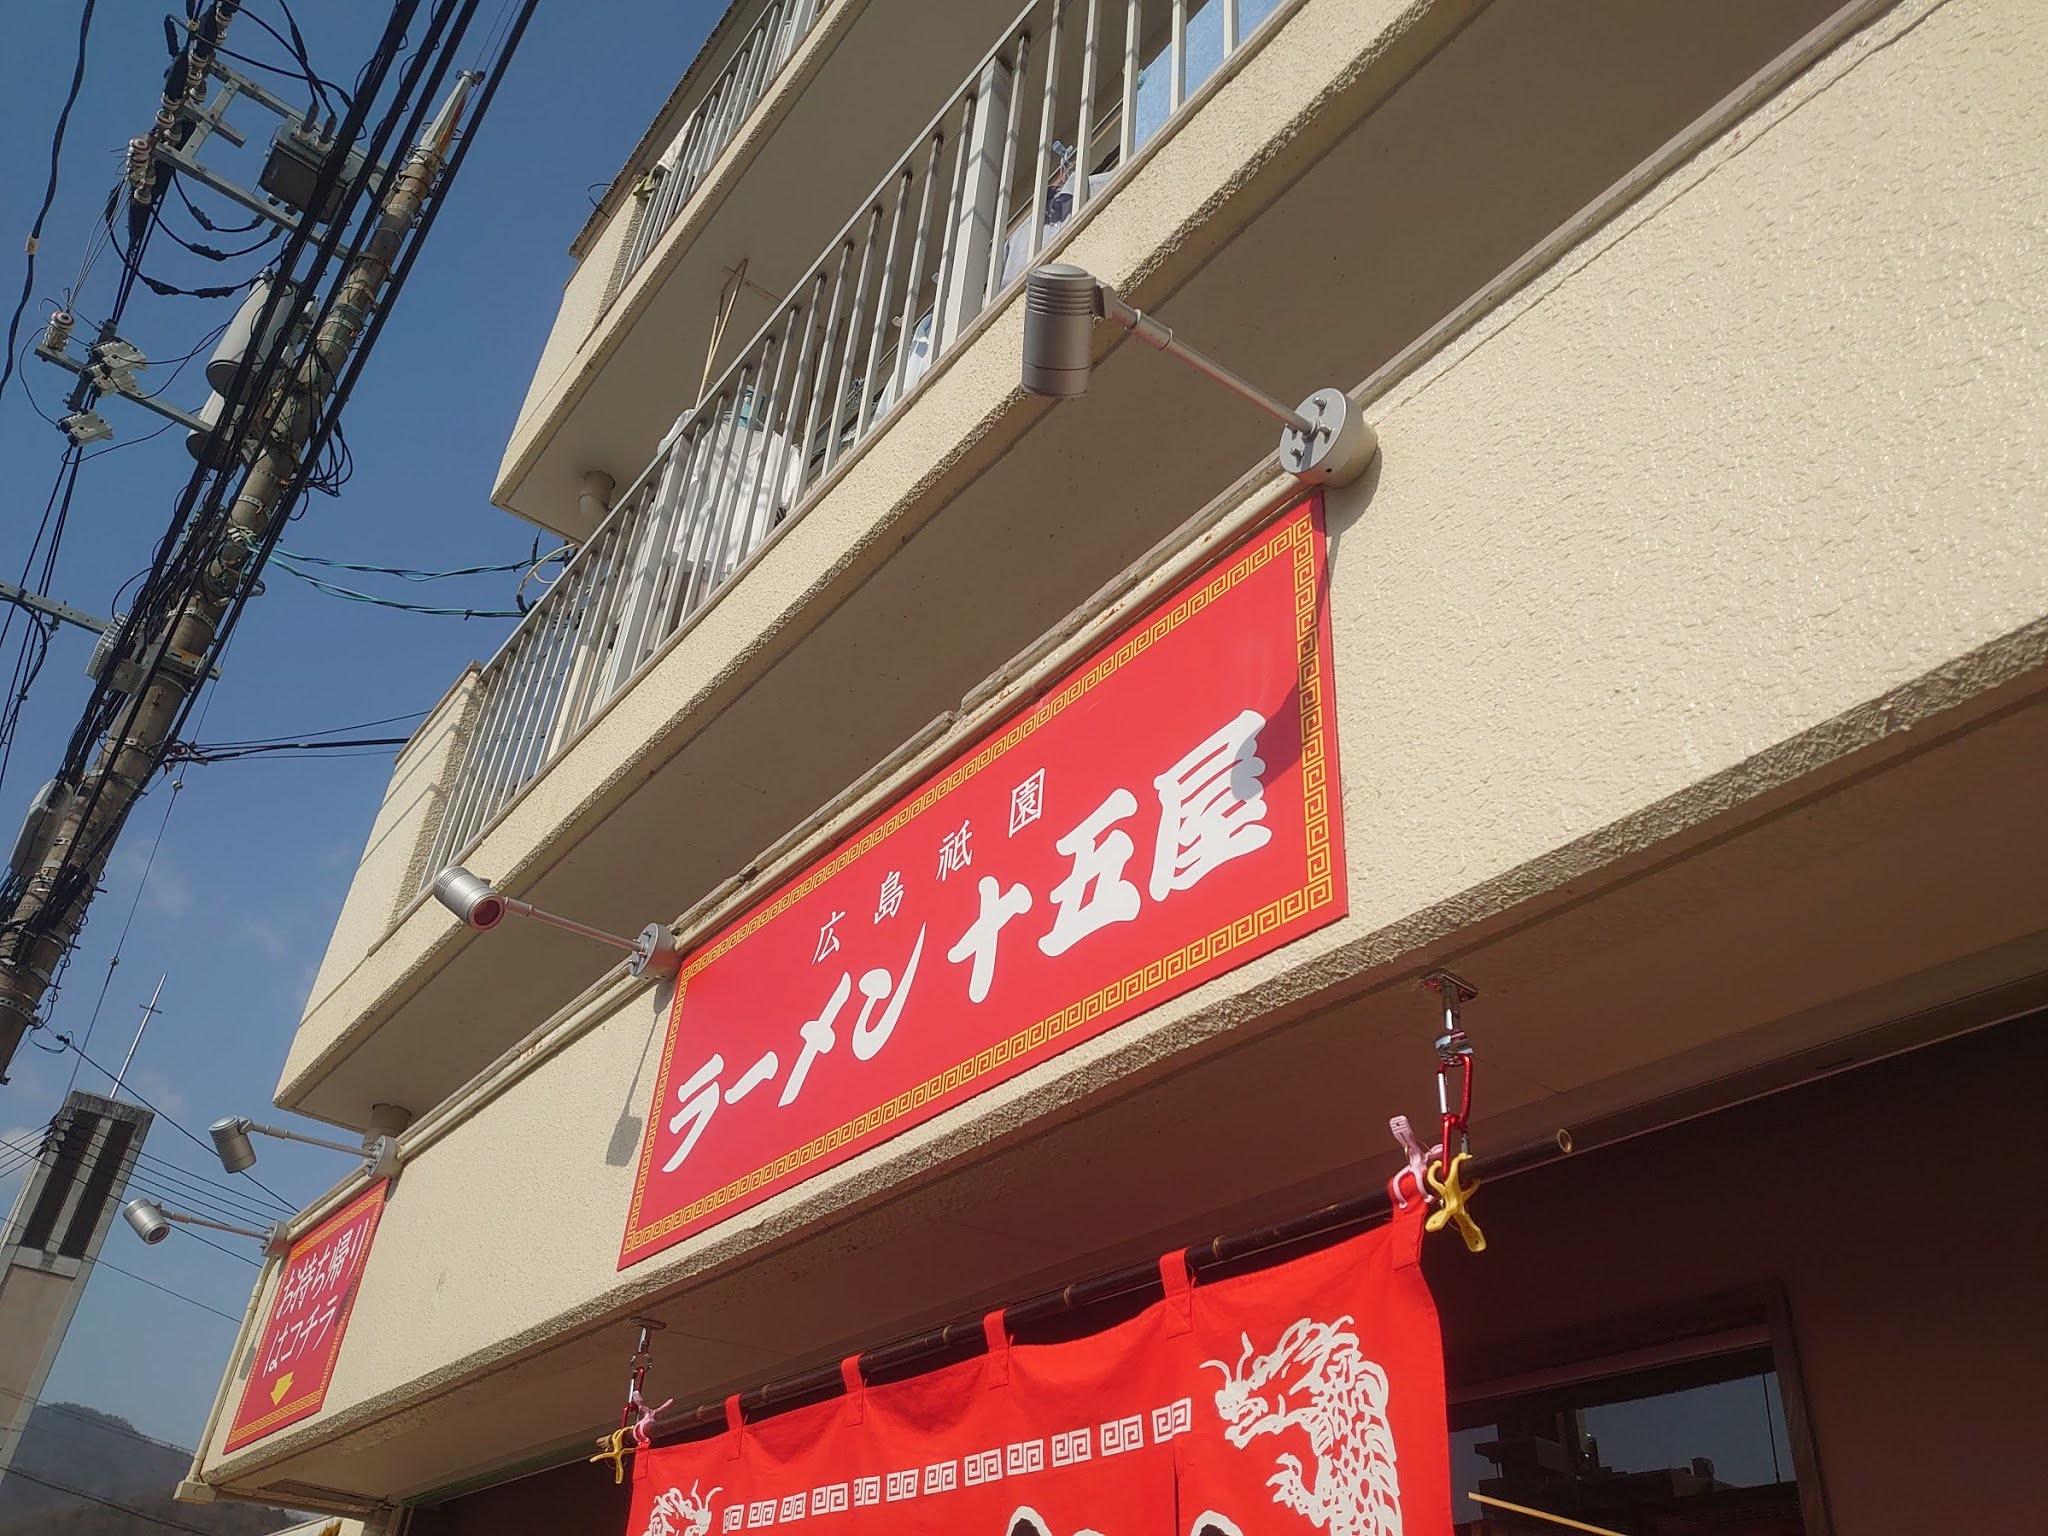 広島祗園
ラーメン十五屋
お持ち帰り
はコチラ